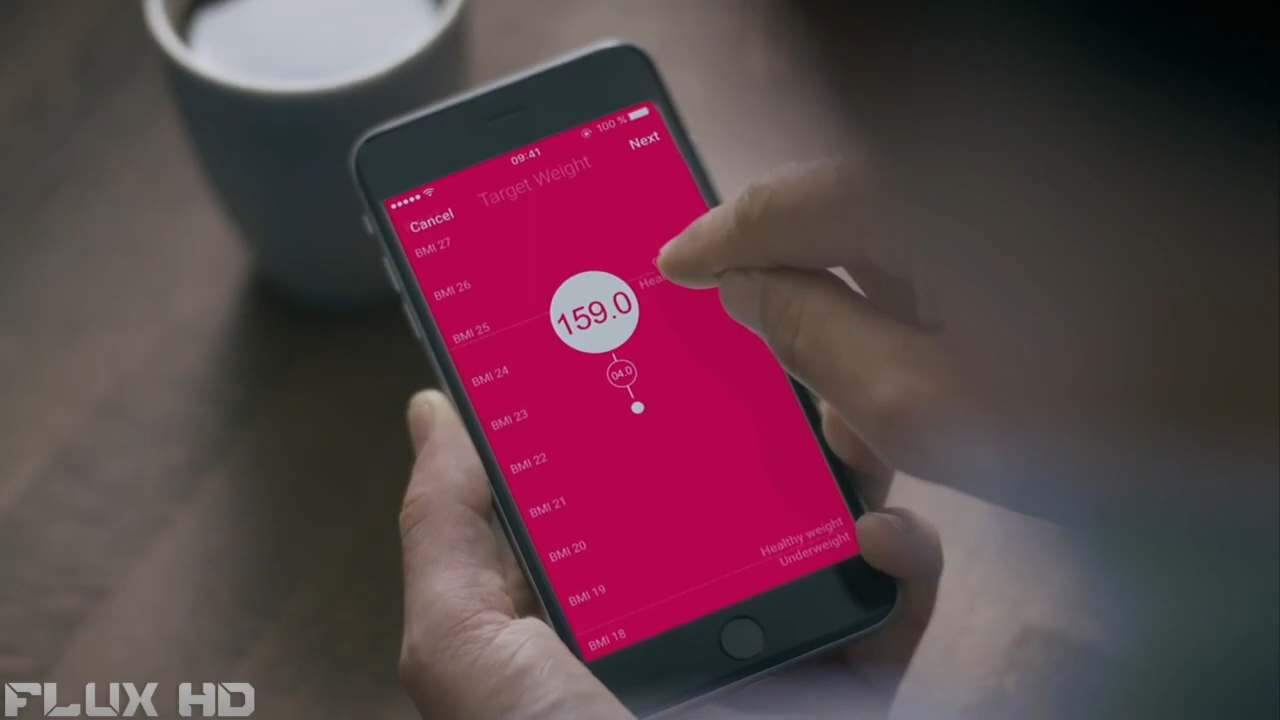 09:41
100 %
Cancel
Target Weight
Next
BMI 27
BMI 26
BMI 25
BMI 24
BMI 23
BMI 22
BMI 21
BMI 20
BMI 19
BMI 18
159.0
04.0
Healthy weight
Underweight
FLUX HD